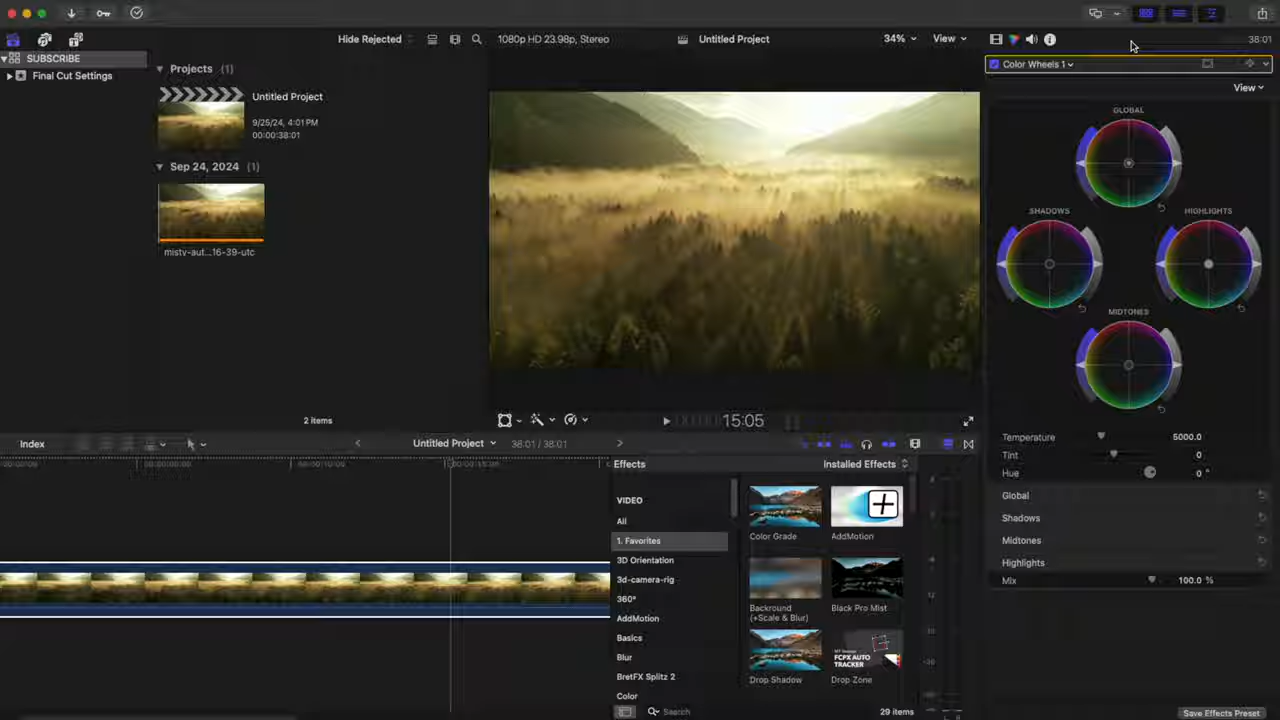 Hide Rejected
1080p HD 23.98p, Stereo
Untitled Project
34%
View
38:01
SUBSCRIBE
Final Cut Settings
Projects (1)
Untitled Project
9/25/24, 4:01 PM
00:00:38:01
Sep 24, 2024 (1)
misty-aut...16-39-utc
2 items
15:05
Color Wheels 1
View
GLOBAL
SHADOWS
HIGHLIGHTS
MIDTONES
Temperature 5000.0
Tint 0
Hue 0 °
Global
Shadows
Midtones
Highlights
Mix 100.0 %
Save Effects Preset
Index
Untitled Project
38:01 / 38:01
Effects
Installed Effects
VIDEO
All
1. Favorites
3D Orientation
3d-camera-rig
360°
AddMotion
Basics
Blur
BretFX Splitz 2
Color
Color Grade
AddMotion
Backround
(+Scale & Blur)
Black Pro Mist
Drop Shadow
FCPX AUTO
TRACKER
Drop Zone
Search
29 items